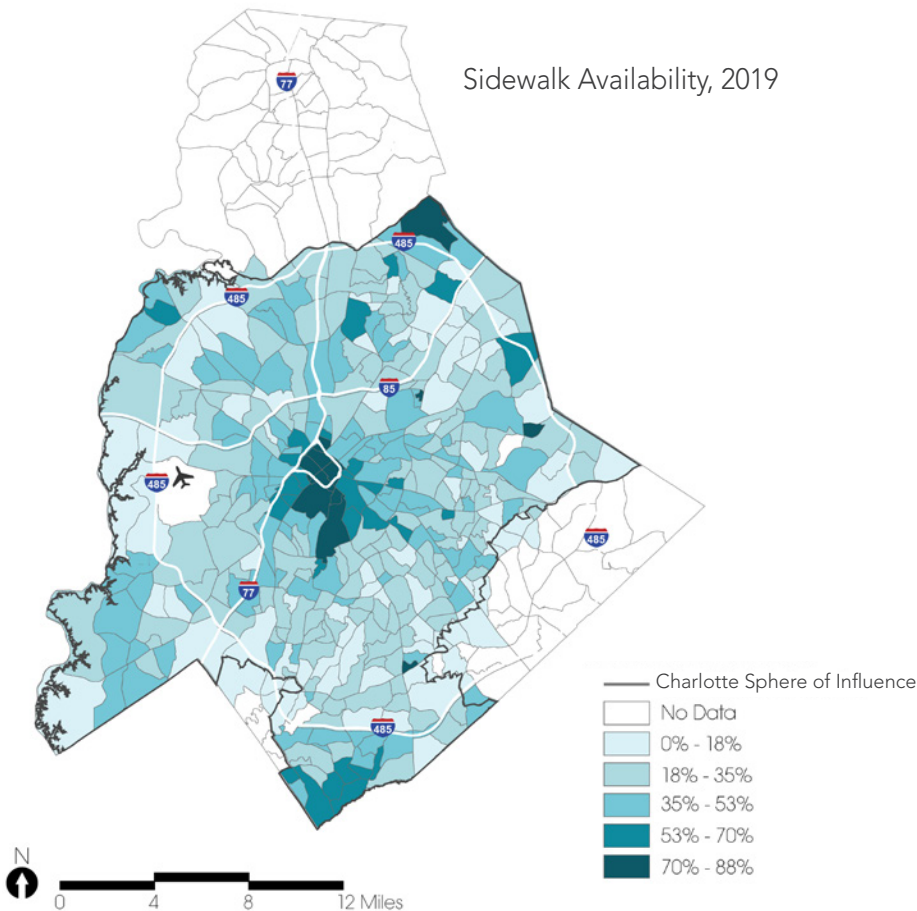 77
Sidewalk Availability, 2019
485
485
85
485
485
77
485
Charlotte Sphere of Influence
No Data
0% - 18%
18% - 35%
35% - 53%
53% - 70%
70% - 88%
N
0 4 8 12 Miles